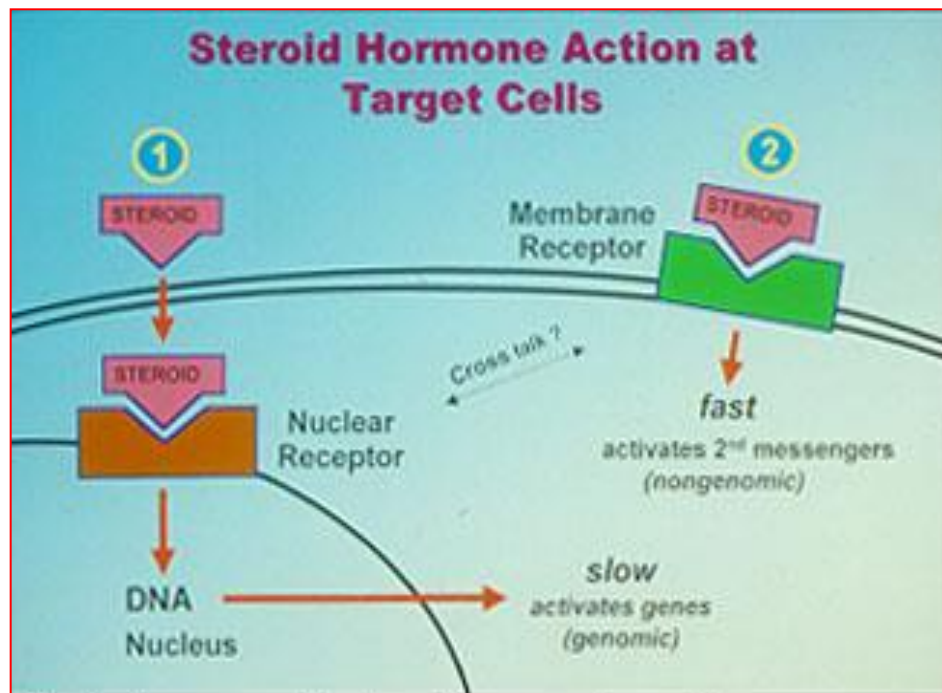 Steroid Hormone Action at
Target Cells
1
STEROID
STEROID
Nuclear
Receptor
DNA
Nucleus
2
STEROID
Membrane
Receptor
Cross talk ?
fast
activates 2nd messengers
(nongenomic)
slow
activates genes
(genomic)